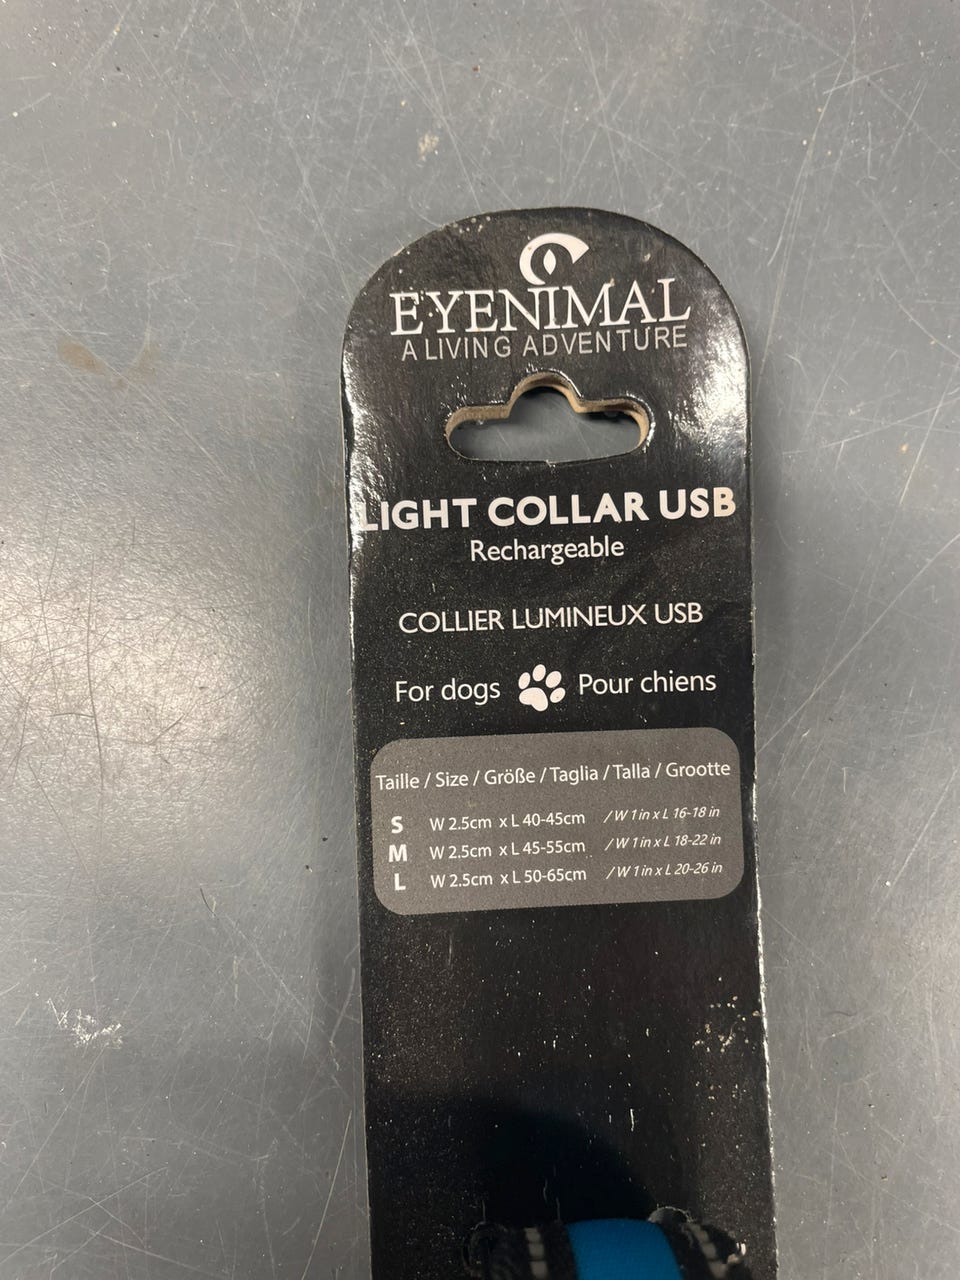 EYENIMAL
A LIVING ADVENTURE
LIGHT COLLAR USB
Rechargeable
COLLIER LUMINEUX USB
For dogs Pour chiens
Taille / Size / Größe / Taglia / Talla / Grootte
S W 2.5cm x L 40-45cm / W 1 in x L 16-18 in
M W 2.5cm x L 45-55cm / W 1 in x L 18-22 in
L W 2.5cm x L 50-65cm / W 1 in x L 20-26 in